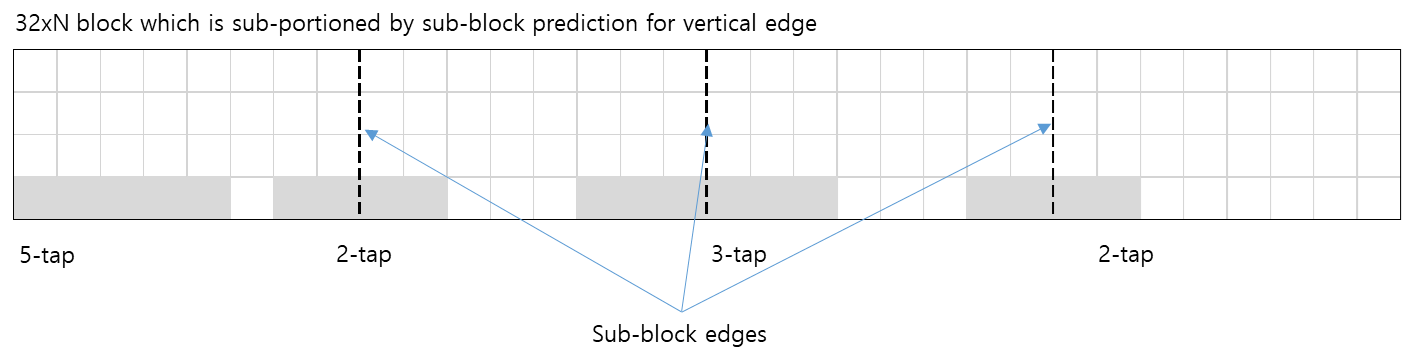 32xN block which is sub-portioned by sub-block prediction for vertical edge
5-tap 2-tap 3-tap 2-tap
Sub-block edges